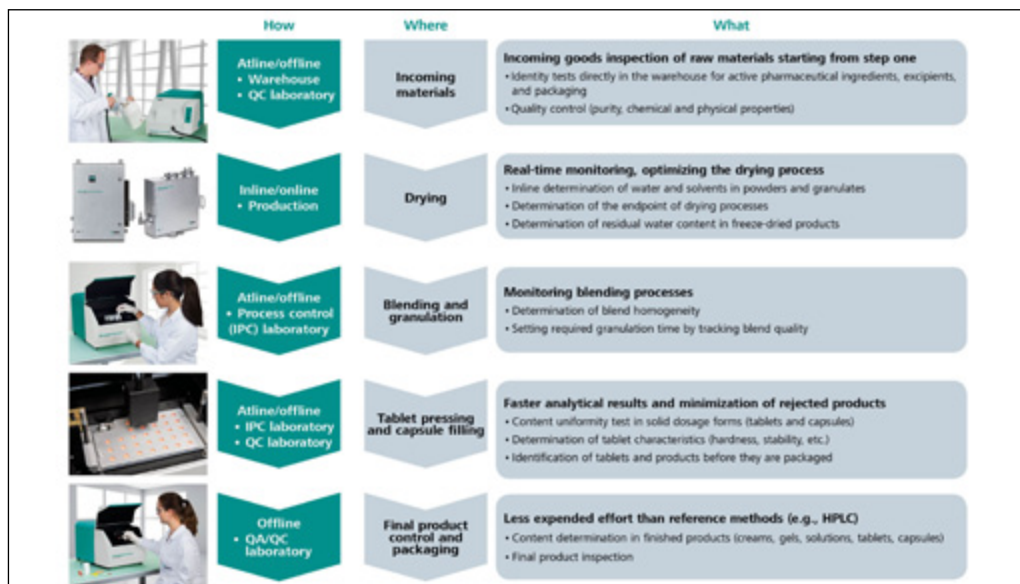 How Where What
Atline/offline
• Warehouse
• QC laboratory
Incoming
materials
Incoming goods inspection of raw materials starting from step one
• Identity tests directly in the warehouse for active pharmaceutical ingredients, excipients,
and packaging
• Quality control (purity, chemical and physical properties)
Inline/online
• Production
Drying
Real-time monitoring, optimizing the drying process
• Inline determination of water and solvents in powders and granulates
• Determination of the endpoint of drying processes
• Determination of residual water content in freeze-dried products
Atline/offline
• Process control
(IPC) laboratory
Blending and
granulation
Monitoring blending processes
• Determination of blend homogeneity
• Setting required granulation time by tracking blend quality
Atline/offline
• IPC laboratory
• QC laboratory
Tablet pressing
and capsule filling
Faster analytical results and minimization of rejected products
• Content uniformity test in solid dosage forms (tablets and capsules)
• Determination of tablet characteristics (hardness, stability, etc.)
• Identification of tablets and products before they are packaged
Offline
• QA/QC
laboratory
Final product
control and
packaging
Less expended effort than reference methods (e.g., HPLC)
• Content determination in finished products (creams, gels, solutions, tablets, capsules)
• Final product inspection